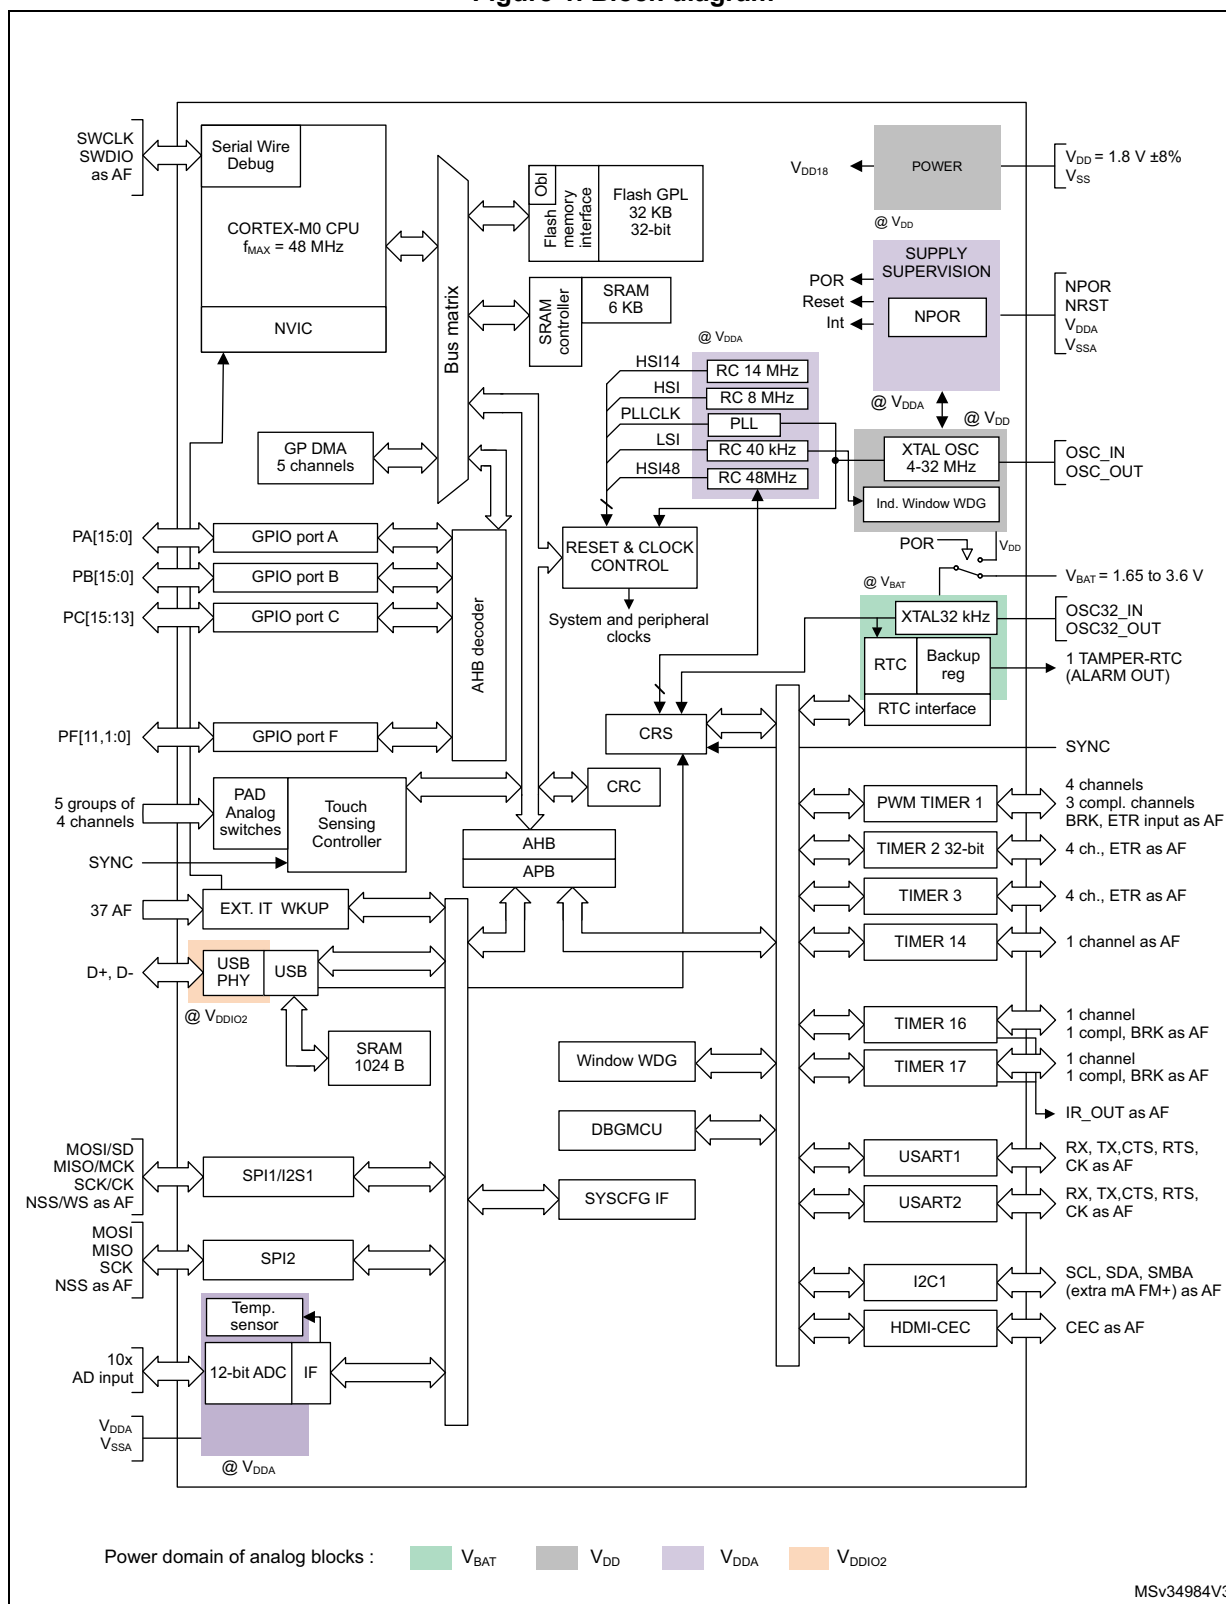 SWCLK
SWDIO
as AF
Serial Wire
Debug
CORTEX-M0 CPU
fMAX = 48 MHz
NVIC
Bus matrix
Obl
Flash
memory
interface
Flash GPL
32 KB
32-bit
SRAM
controller
SRAM
6 KB
VDD18
POWER
VDD = 1.8 V ±8%
VSS
@ VDD
SUPPLY
SUPERVISION
POR
Reset
Int
NPOR
NPOR
NRST
VDDA
VSSA
@ VDDA
HSI14
RC 14 MHz
HSI
RC 8 MHz
PLLCLK
PLL
LSI
RC 40 kHz
HSI48
RC 48MHz
@ VDDA
@ VDD
XTAL OSC
4-32 MHz
OSC_IN
OSC_OUT
Ind. Window WDG
GP DMA
5 channels
RESET & CLOCK
CONTROL
System and peripheral
clocks
POR
VDD
VBAT = 1.65 to 3.6 V
@ VBAT
XTAL32 kHz
OSC32_IN
OSC32_OUT
RTC
Backup
reg
1 TAMPER-RTC
(ALARM OUT)
RTC interface
PA[15:0]
GPIO port A
PB[15:0]
GPIO port B
PC[15:13]
GPIO port C
PF[11,1:0]
GPIO port F
AHB decoder
CRS
SYNC
5 groups of
4 channels
PAD
Analog
switches
Touch
Sensing
Controller
SYNC
CRC
AHB
APB
37 AF
EXT. IT WKUP
D+, D-
USB
PHY
USB
@ VDDIO2
SRAM
1024 B
PWM TIMER 1
4 channels
3 compl. channels
BRK, ETR input as AF
TIMER 2 32-bit
4 ch., ETR as AF
TIMER 3
4 ch., ETR as AF
TIMER 14
1 channel as AF
TIMER 16
1 channel
1 compl, BRK as AF
TIMER 17
1 channel
1 compl, BRK as AF
IR_OUT as AF
Window WDG
DBGMCU
SYSCFG IF
USART1
RX, TX,CTS, RTS,
CK as AF
USART2
RX, TX,CTS, RTS,
CK as AF
I2C1
SCL, SDA, SMBA
(extra mA FM+) as AF
HDMI-CEC
CEC as AF
MOSI/SD
MISO/MCK
SCK/CK
NSS/WS as AF
SPI1/I2S1
MOSI
MISO
SCK
NSS as AF
SPI2
Temp.
sensor
10x
AD input
12-bit ADC
IF
VDDA
VSSA
@ VDDA
Power domain of analog blocks :
VBAT
VDD
VDDA
VDDIO2
MSv34984V3